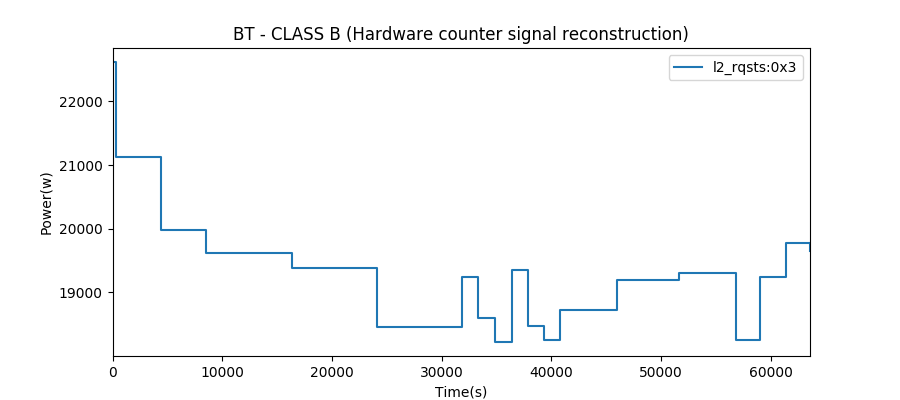 BT - CLASS B (Hardware counter signal reconstruction)
l2_rqsts:0x3
22000
21000
20000
19000
Power(w)
0 10000 20000 30000 40000 50000 60000
Time(s)